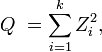 Q = \sum_{i=1}^{k} Z_i^2,